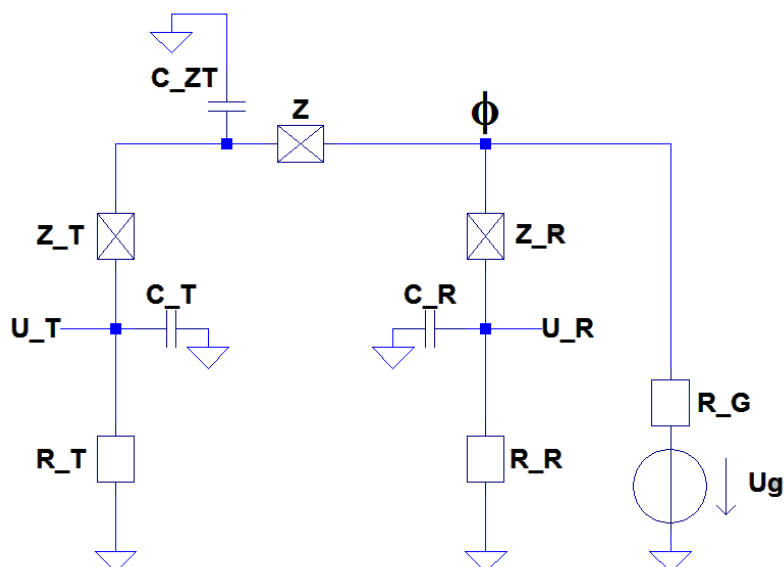 C_ZT
Z
ϕ
Z_T
Z_R
C_T
C_R
U_T
U_R
R_G
R_T
R_R
Ug